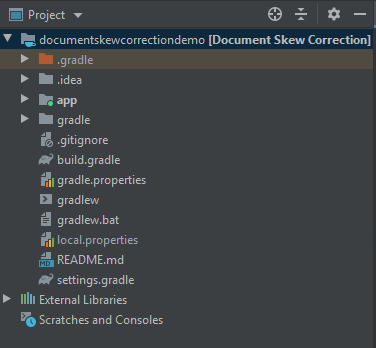 Project
documentskewcorrectiondemo [Document Skew Correction]
.gradle
.idea
app
gradle
.gitignore
build.gradle
gradle.properties
gradlew
gradlew.bat
local.properties
MD README.md
settings.gradle
External Libraries
Scratches and Consoles